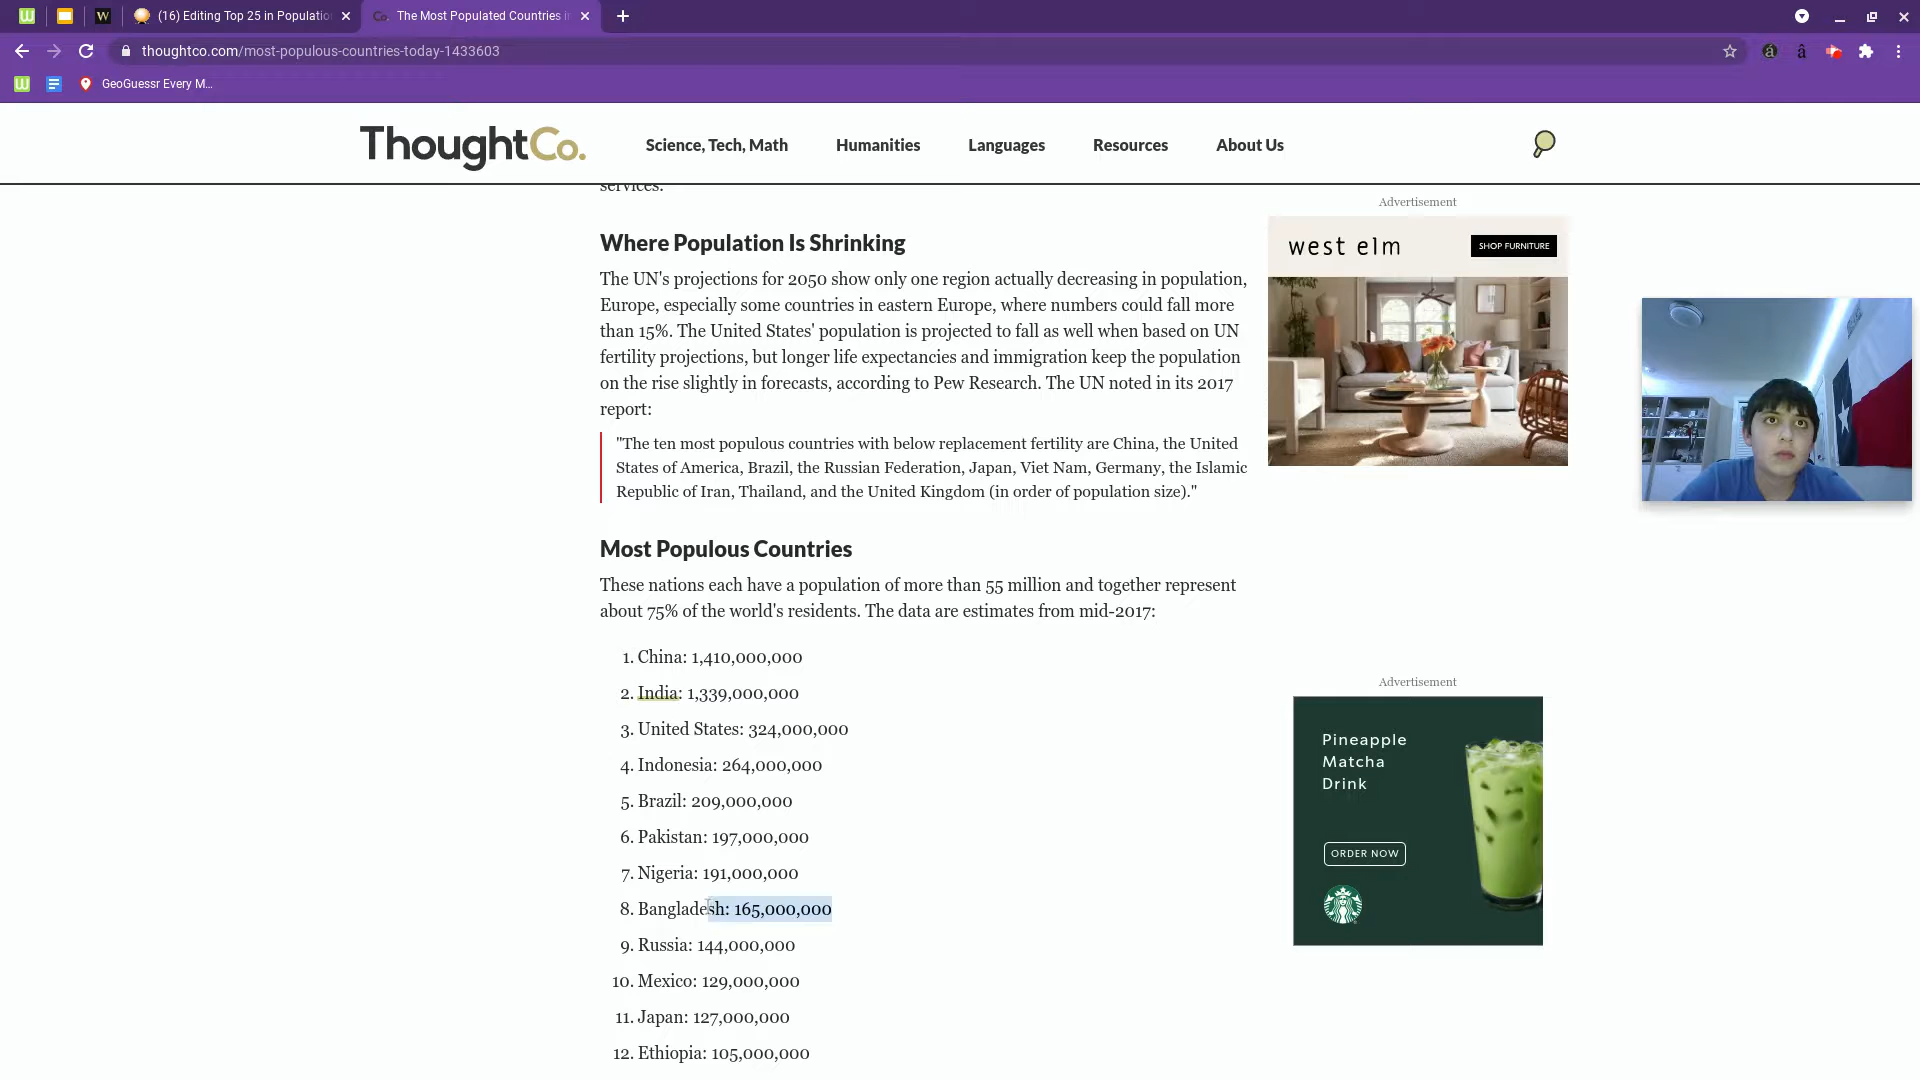 (16) Editing Top 25 in Populatio
The Most Populated Countries i
thoughtco.com/most-populous-countries-today-1433603
GeoGuessr Every M...
ThoughtCo.
Science, Tech, Math
Humanities
Languages
Resources
About Us
services.
Where Population Is Shrinking
The UN's projections for 2050 show only one region actually decreasing in population,
Europe, especially some countries in eastern Europe, where numbers could fall more
than 15%. The United States' population is projected to fall as well when based on UN
fertility projections, but longer life expectancies and immigration keep the population
on the rise slightly in forecasts, according to Pew Research. The UN noted in its 2017
report:
"The ten most populous countries with below replacement fertility are China, the United
States of America, Brazil, the Russian Federation, Japan, Viet Nam, Germany, the Islamic
Republic of Iran, Thailand, and the United Kingdom (in order of population size)."
Most Populous Countries
These nations each have a population of more than 55 million and together represent
about 75% of the world's residents. The data are estimates from mid-2017:
1. China: 1,410,000,000
2. India: 1,339,000,000
3. United States: 324,000,000
4. Indonesia: 264,000,000
5. Brazil: 209,000,000
6. Pakistan: 197,000,000
7. Nigeria: 191,000,000
8. Bangladesh: 165,000,000
9. Russia: 144,000,000
10. Mexico: 129,000,000
11. Japan: 127,000,000
12. Ethiopia: 105,000,000
Advertisement
west elm
SHOP FURNITURE
Advertisement
Pineapple
Matcha
Drink
ORDER NOW